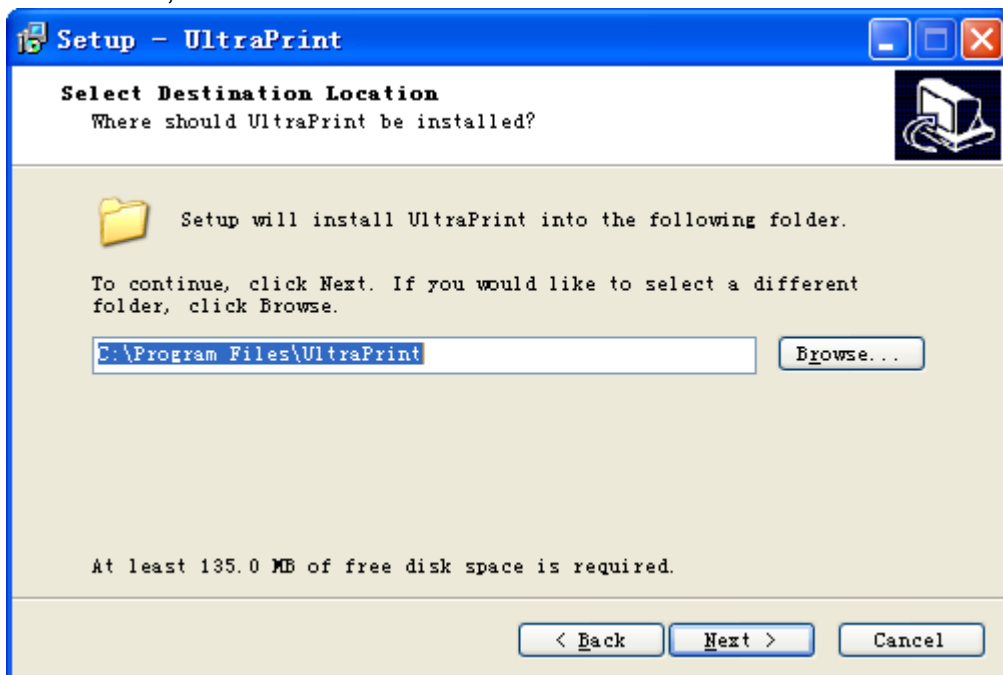 Setup - UltraPrint
Select Destination Location
Where should UltraPrint be installed?
Setup will install UltraPrint into the following folder.
To continue, click Next. If you would like to select a different
folder, click Browse.
C:\Program Files\UltraPrint
Browse...
At least 135.0 MB of free disk space is required.
< Back
Next >
Cancel